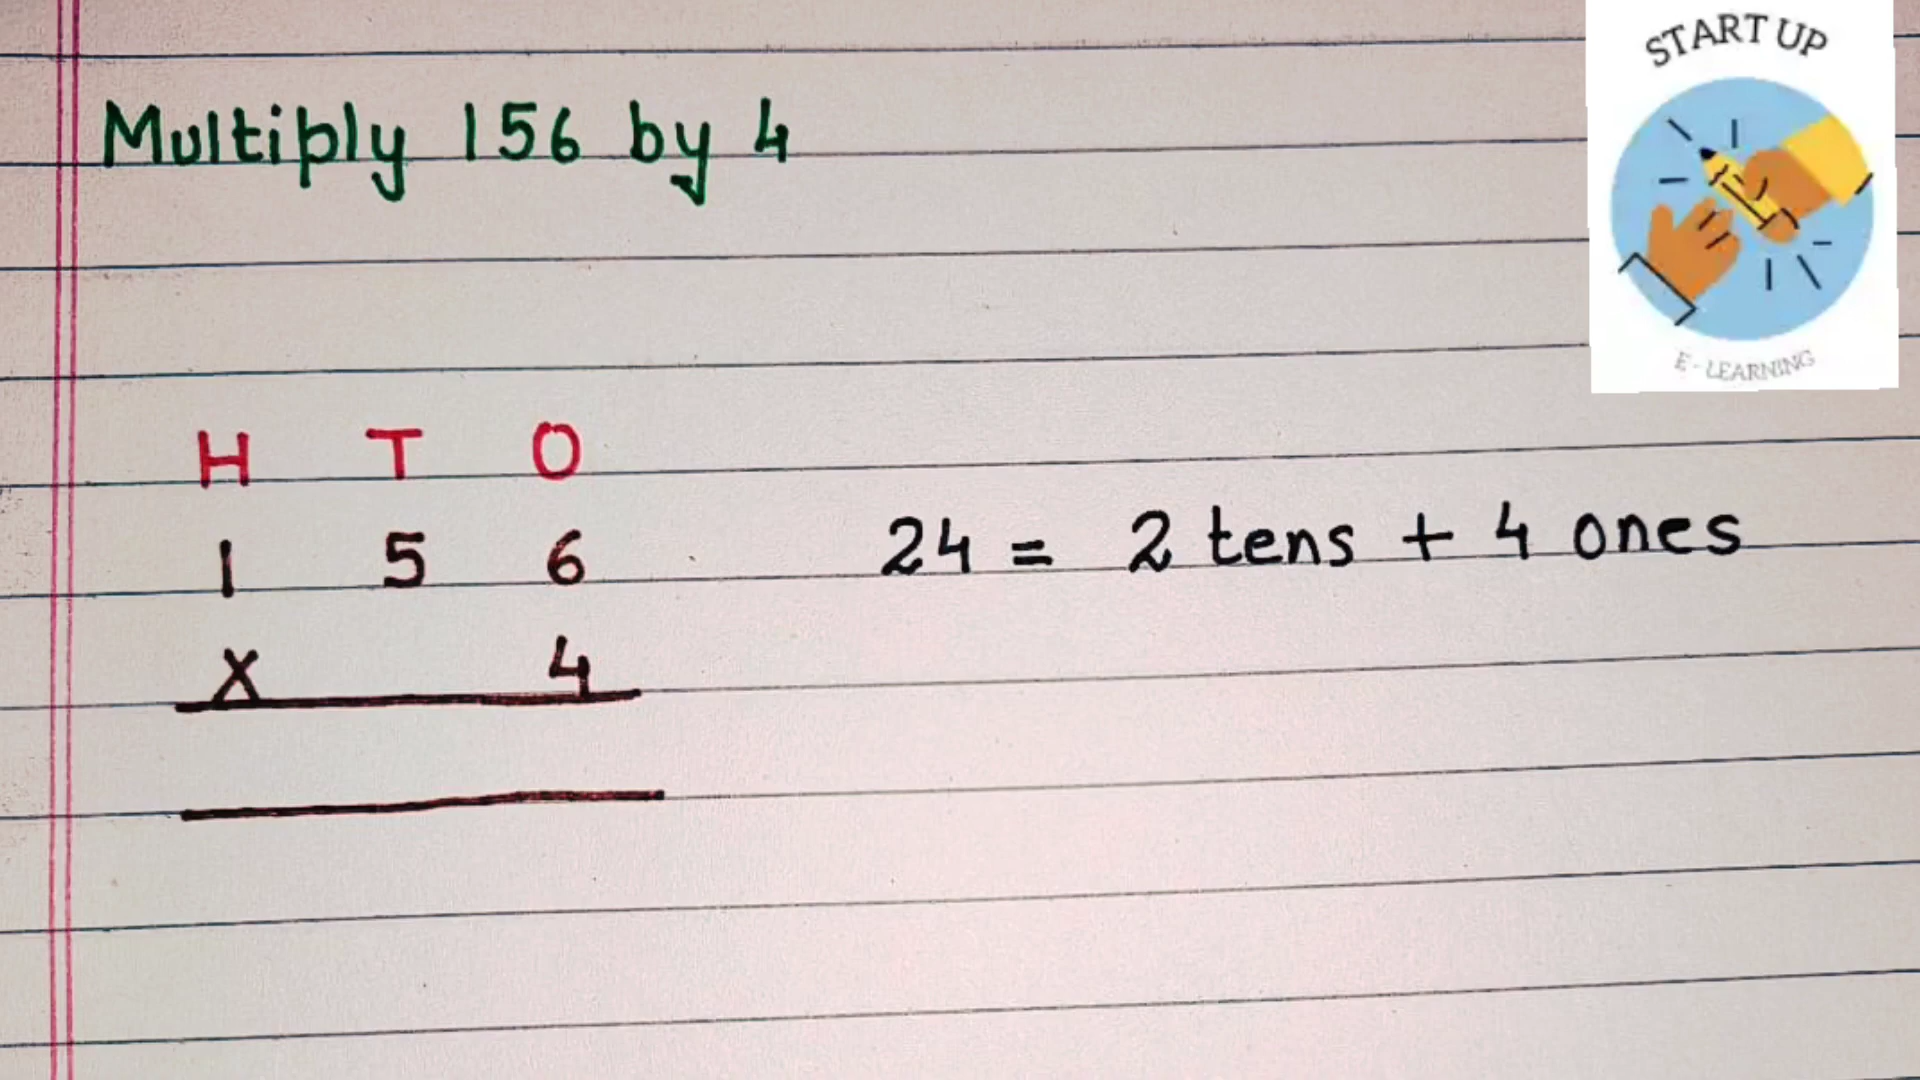 START UP
Multiply 156 by 4
E-LEARNING
H T O
1 5 6
24 = 2 tens + 4 ones
X 4